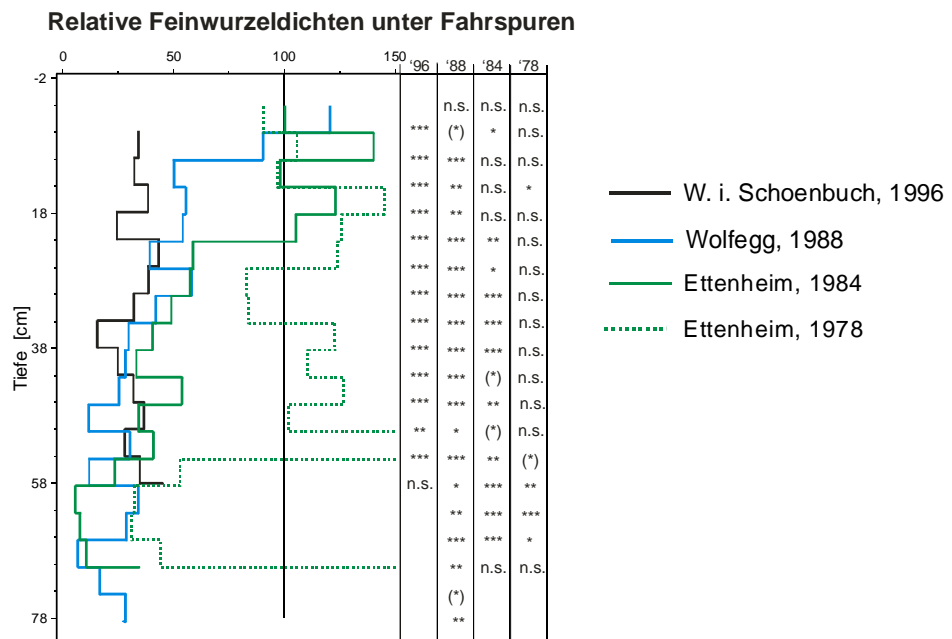 Relative Feinwurzeldichten unter Fahrspuren
0 50 100 150 '96 '88 '84 '78
-2
n.s. n.s. n.s.
*** (*) * n.s.
*** *** n.s. n.s.
*** ** n.s. *
18 *** ** n.s. n.s.
*** *** ** n.s.
*** *** * n.s.
*** *** *** n.s.
*** *** *** n.s.
38 *** *** *** n.s.
*** *** (*) n.s.
*** *** ** n.s.
** * (*) n.s.
*** *** ** (*)
58 n.s. * *** **
** *** ***
*** *** *
** n.s. n.s.
(*)
78 **
Tiefe [cm]
W. i. Schoenbuch, 1996
Wolfegg, 1988
Ettenheim, 1984
Ettenheim, 1978